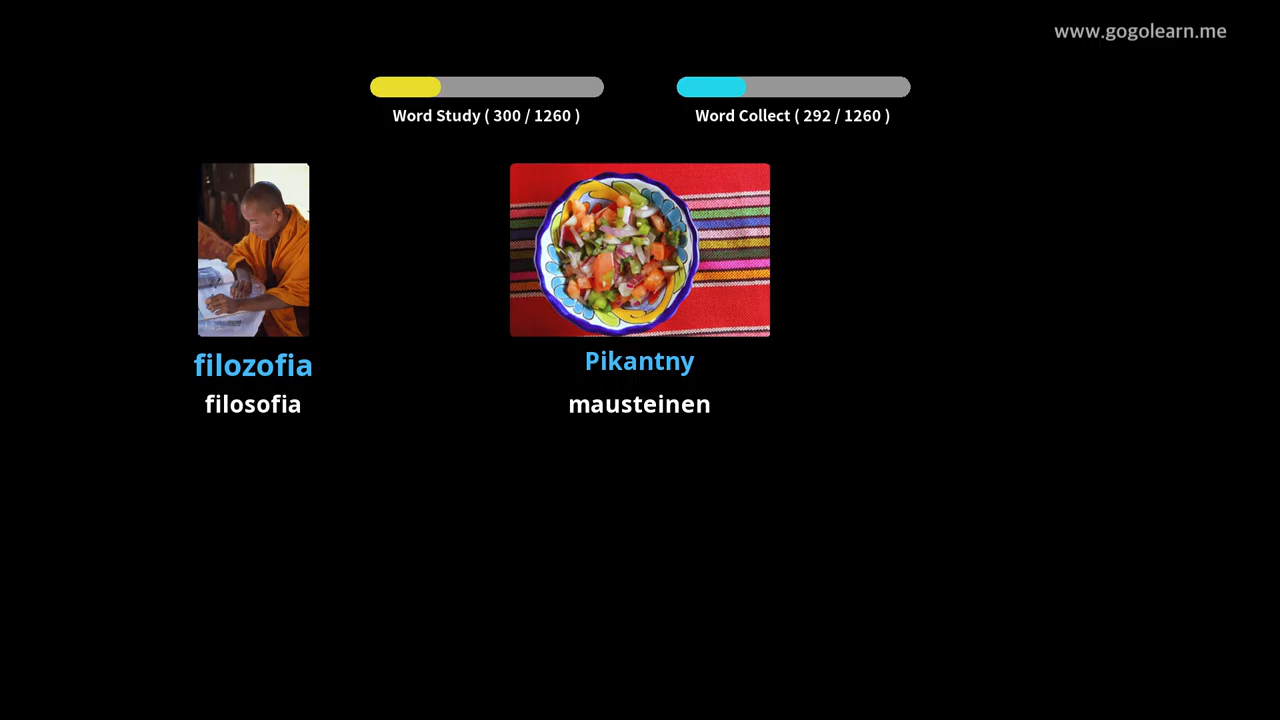 www.gogolearn.me
Word Study ( 300 / 1260 )
Word Collect ( 292 / 1260 )
filozofia
filosofia
Pikantny
mausteinen